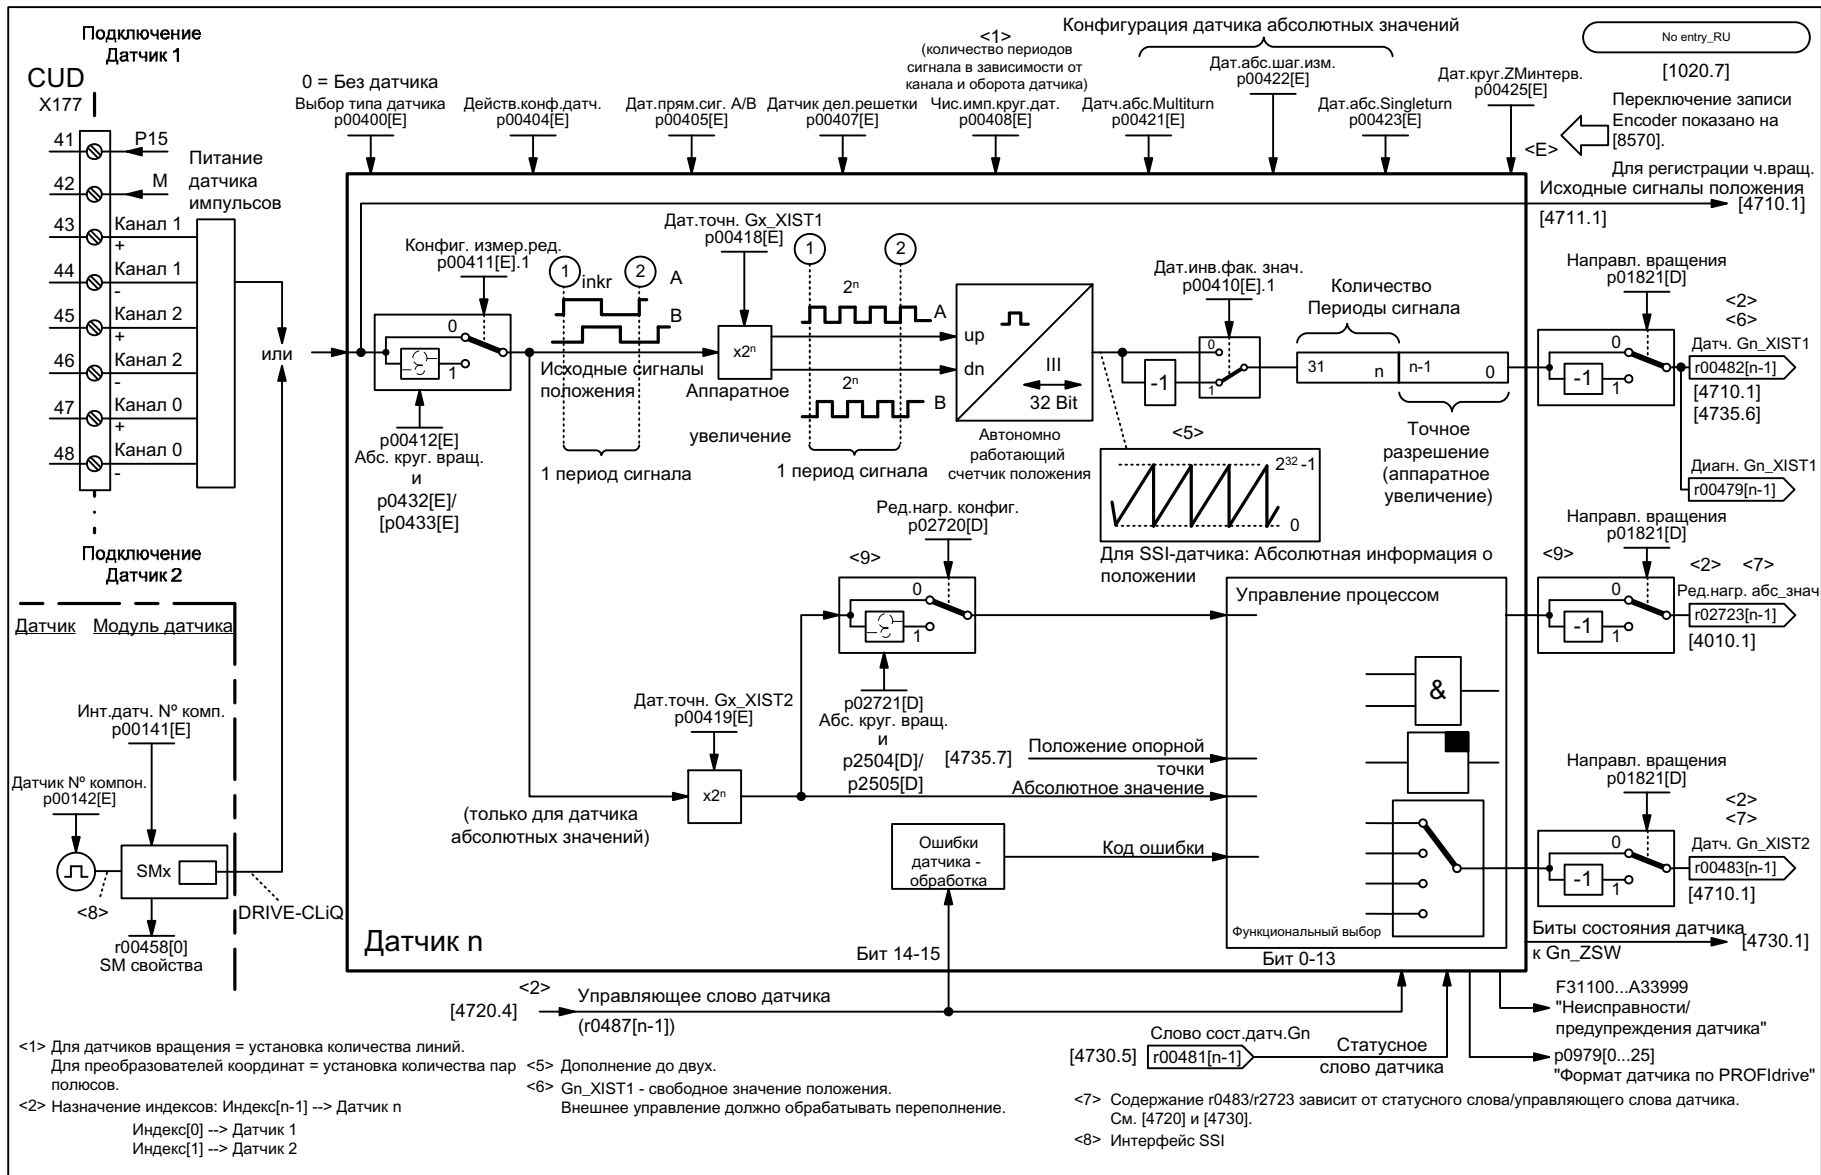 Подключение
Датчик 1
CUD
X177
0 = Без датчика
Выбор типа датчика
p00400[E]
Действ.конф.датч.
p00404[E]
Дат.прям.сиг. A/B
p00405[E]
Датчик дел.решетки
p00407[E]
<1>
(количество периодов
сигнала в зависимости от
канала и оборота датчика)
Чис.имп.круг.дат.
p00408[E]
Конфигурация датчика абсолютных значений
Датч.абс.Multiturn
p00421[E]
Дат.абс.шаг.изм.
p00422[E]
Дат.абс.Singleturn
p00423[E]
Дат.круг.ZMинтерв.
p00425[E]
No entry_RU
[1020.7]
Переключение записи
Encoder показано на
[8570].
<E>
41
P15
42
M
Питание
датчика
импульсов
43
Канал 1
+
44
Канал 1
-
45
Канал 2
+
46
Канал 2
-
47
Канал 0
+
48
Канал 0
-
или
Для регистрации ч.вращ.
Исходные сигналы положения
[4710.1]
[4711.1]
Конфиг. измер.ред.
p00411[E].1
0
1
p00412[E]
Абс. круг. вращ.
и
p0432[E]/
[p0433[E]
1
inkr
2
A
B
Исходные сигналы
положения
1 период сигнала
Дат.точн. Gx_XIST1
p00418[E]
x2ⁿ
Аппаратное
увеличение
1
2
2ⁿ
A
2ⁿ
B
1 период сигнала
up
dn
III
32 Bit
Автономно
работающий
счетчик положения
Дат.инв.фак. знач.
p00410[E].1
-1
0
1
Количество
Периоды сигнала
31
n
n-1
0
Точное
разрешение
(аппаратное
увеличение)
<5>
2³² -1
0
Для SSI-датчика: Абсолютная информация о
положении
Направл. вращения
p01821[D]
<2>
<6>
0
-1
1
Датч. Gn_XIST1
r00482[n-1]
[4710.1]
[4735.6]
Диагн. Gn_XIST1
r00479[n-1]
Подключение
Датчик 2
Датчик
Модуль датчика
Инт.датч. Nº комп.
p00141[E]
Датчик Nº компон.
p00142[E]
SMx
<8>
DRIVE-CLiQ
r00458[0]
SM свойства
Ред.нагр. конфиг.
p02720[D]
<9>
0
1
p02721[D]
Абс. круг. вращ.
и
p2504[D]/
p2505[D]
Дат.точн. Gx_XIST2
p00419[E]
x2ⁿ
(только для датчика
абсолютных значений)
[4735.7]
Положение опорной
точки
Абсолютное значение
Ошибки
датчика -
обработка
Код ошибки
Управление процессом
&
Функциональный выбор
Направл. вращения
p01821[D]
<9>
<2>
<7>
0
-1
1
Ред.нагр. абс_знач
r02723[n-1]
[4010.1]
Направл. вращения
p01821[D]
<2>
<7>
0
-1
1
Датч. Gn_XIST2
r00483[n-1]
[4710.1]
Датчик n
Бит 14-15
Бит 0-13
Биты состояния датчика
к Gn_ZSW
[4730.1]
<2>
[4720.4]
Управляющее слово датчика
(r0487[n-1])
F31100...A33999
"Неисправности/
предупреждения датчика"
Слово сост.датч.Gn
[4730.5]
r00481[n-1]
Статусное
слово датчика
p0979[0...25]
"Формат датчика по PROFIdrive"
<1> Для датчиков вращения = установка количества линий.
Для преобразователей координат = установка количества пар
полюсов.
<2> Назначение индексов: Индекс[n-1] --> Датчик n
Индекс[0] --> Датчик 1
Индекс[1] --> Датчик 2
<5> Дополнение до двух.
<6> Gn_XIST1 - свободное значение положения.
Внешнее управление должно обрабатывать переполнение.
<7> Содержание r0483/r2723 зависит от статусного слова/управляющего слова датчика.
См. [4720] и [4730].
<8> Интерфейс SSI